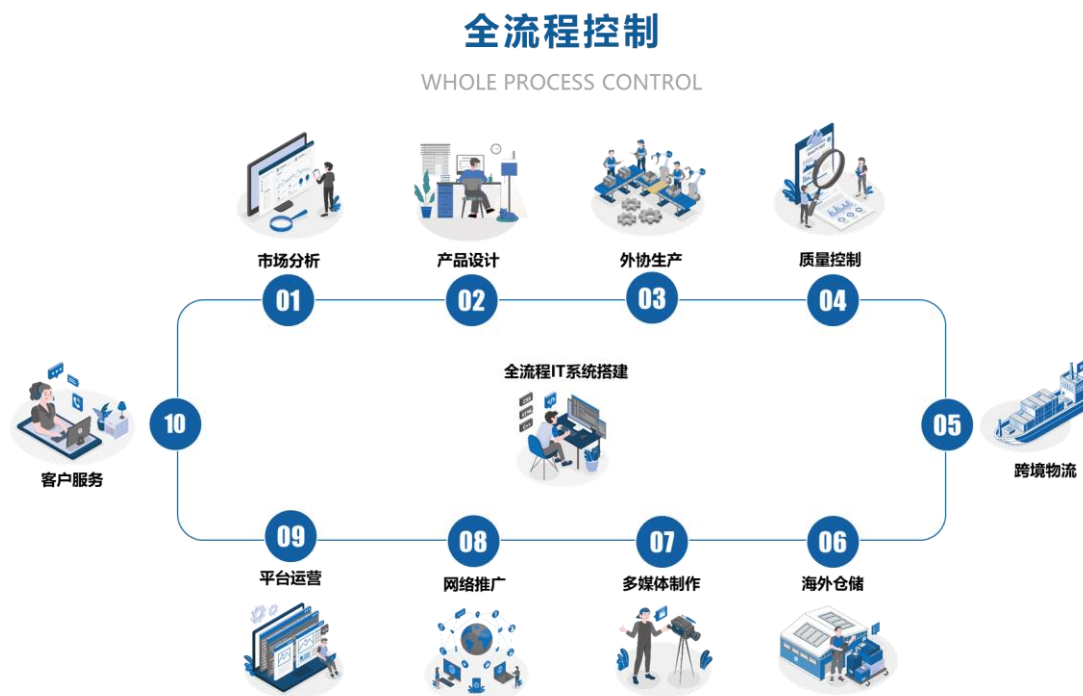 全流程控制
WHOLE PROCESS CONTROL
市场分析
产品设计
外协生产
质量控制
01
02
03
04
全流程IT系统搭建
CSS
HTML
C++
10
05
客户服务
跨境物流
09
08
07
06
平台运营
网络推广
多媒体制作
海外仓储